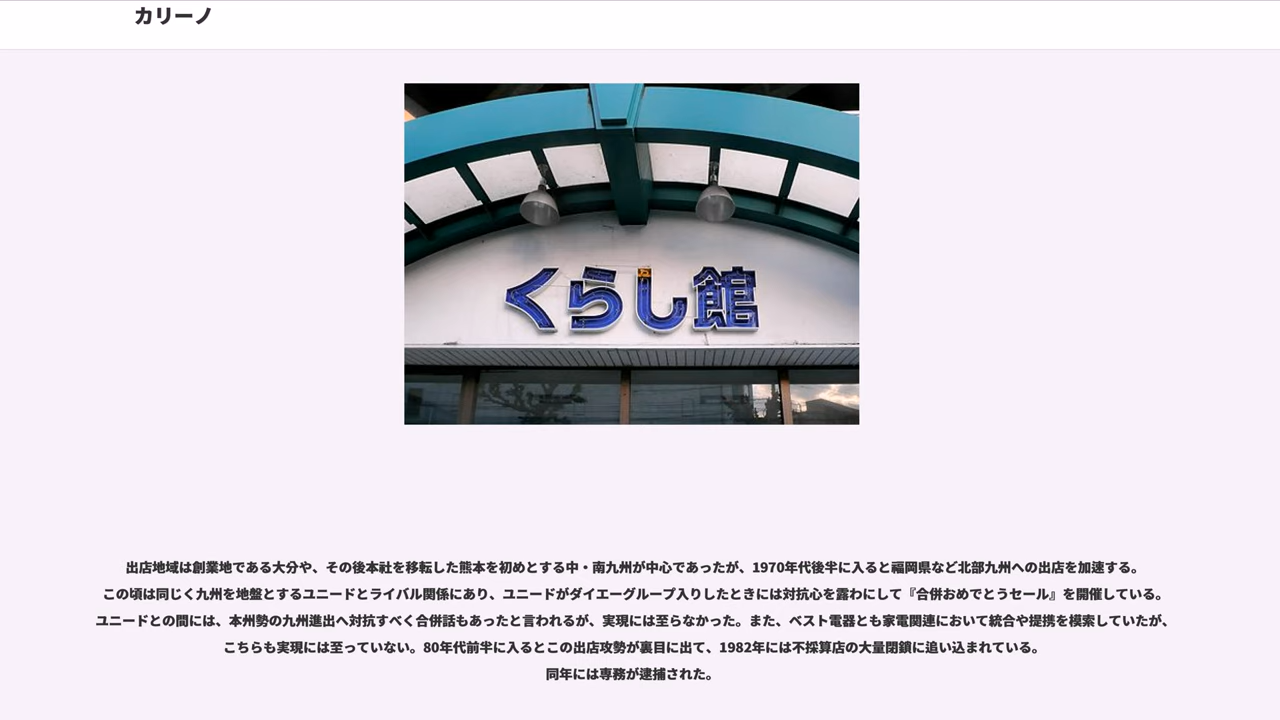 カリーノ
くらし館
出店地域は創業地である大分や、その後本社を移転した熊本を初めとする中・南九州が中心であったが、1970年代後半に入ると福岡県など北部九州への出店を加速する。
この頃は同じく九州を地盤とするユニードとライバル関係にあり、ユニードがダイエーグループ入りしたときには対抗心を露わにして『合併おめでとうセール』を開催している。
ユニードとの間には、本州勢の九州進出へ対抗すべく合併話もあったと言われるが、実現には至らなかった。また、ベスト電器とも家電関連において統合や提携を模索していたが、
こちらも実現には至っていない。80年代前半に入るとこの出店攻勢が裏目に出て、1982年には不採算店の大量閉鎖に追い込まれている。
同年には専務が逮捕された。